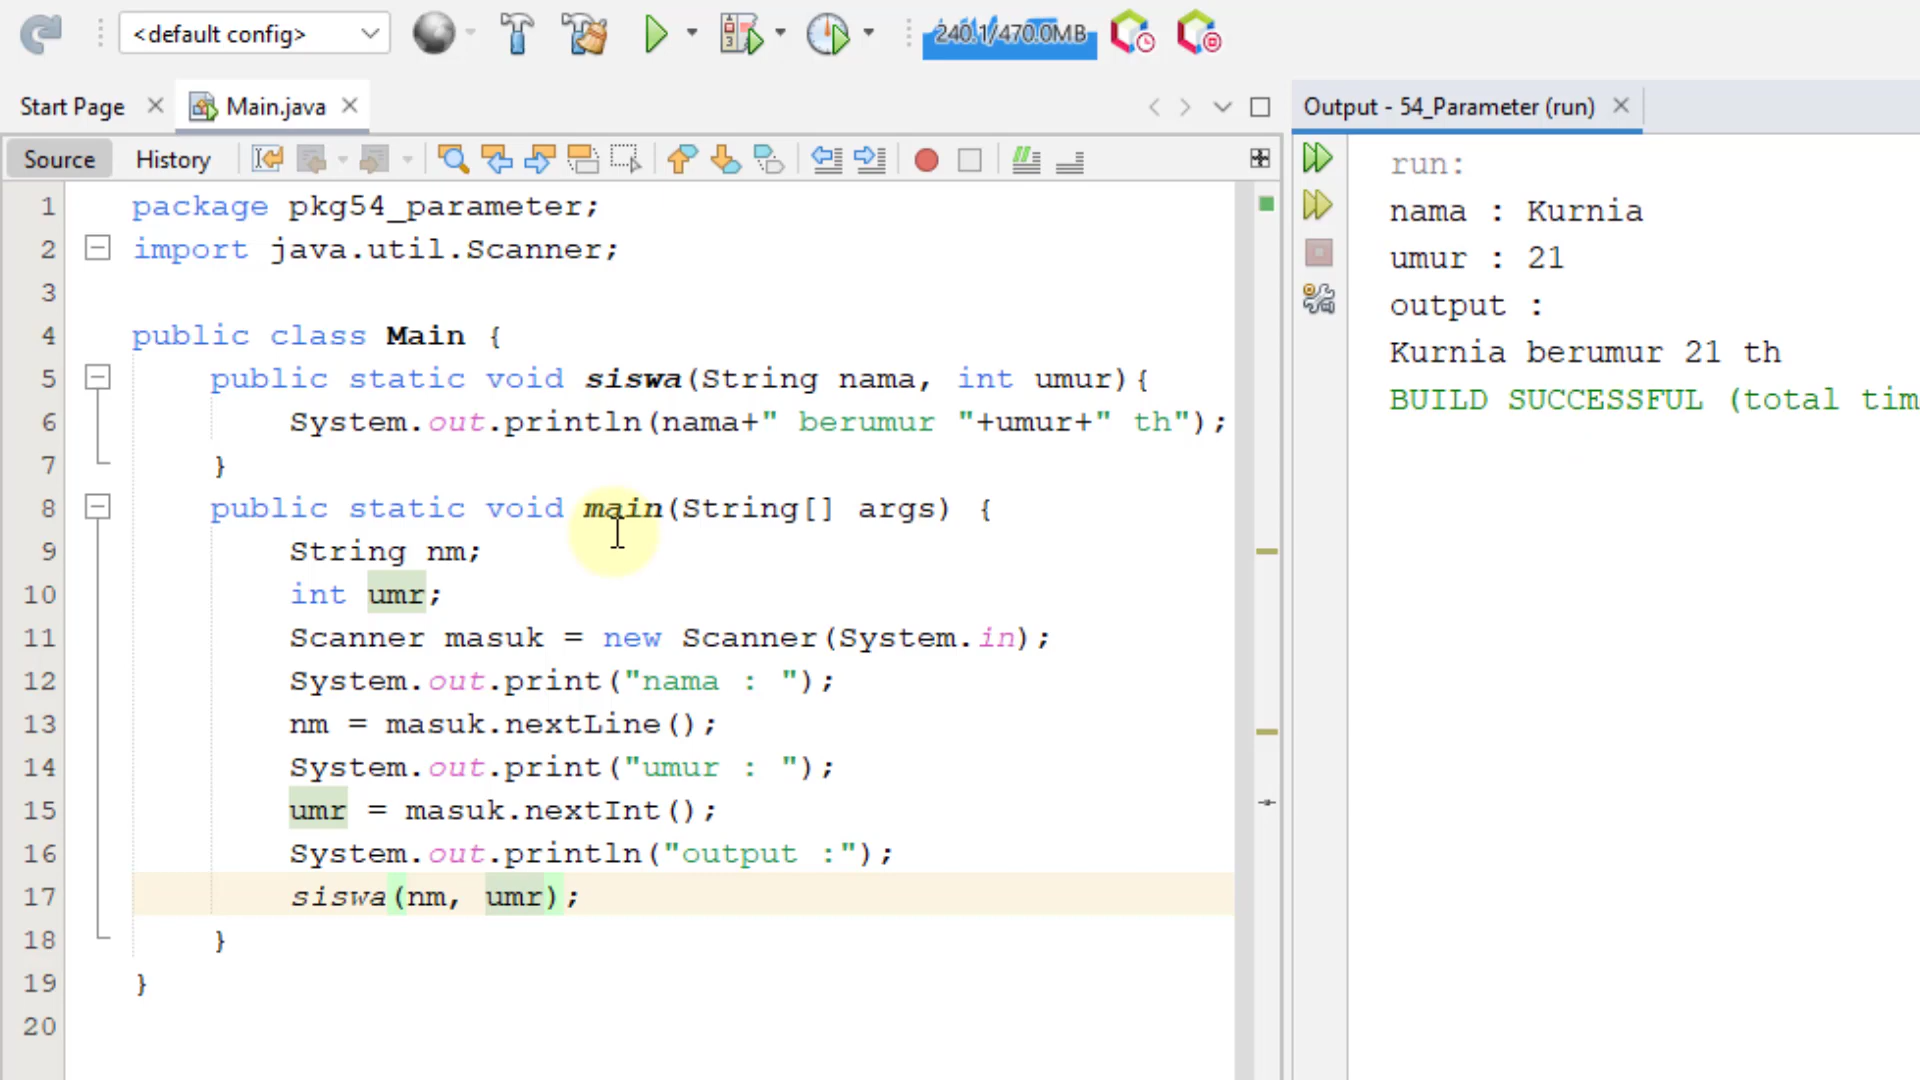 <default config>
240.1/470.0MB
Start Page
Main.java
Output - 54_Parameter (run)
Source
History
1 package pkg54_parameter;
2 import java.util.Scanner;
3
4 public class Main {
5 public static void siswa(String nama, int umur){
6 System.out.println(nama+" berumur "+umur+" th");
7 }
8 public static void main(String[] args) {
9 String nm;
10 int umr;
11 Scanner masuk = new Scanner(System.in);
12 System.out.print("nama : ");
13 nm = masuk.nextLine();
14 System.out.print("umur : ");
15 umr = masuk.nextInt();
16 System.out.println("output :");
17 siswa(nm, umr);
18 }
19 }
20
run:
nama : Kurnia
umur : 21
output :
Kurnia berumur 21 th
BUILD SUCCESSFUL (total tim